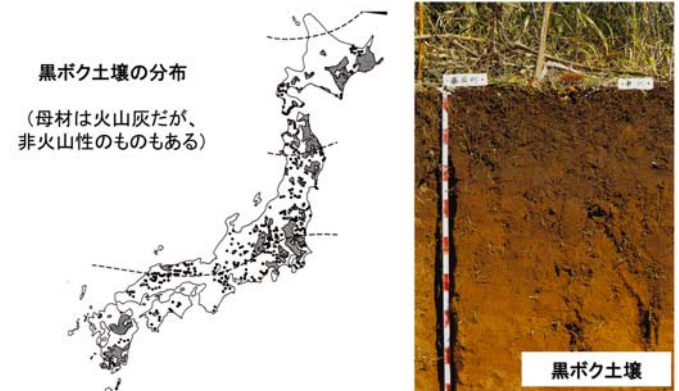 黒ボク土壌の分布
(母材は火山灰だが、
非火山性のものもある)
黒ボク土壌